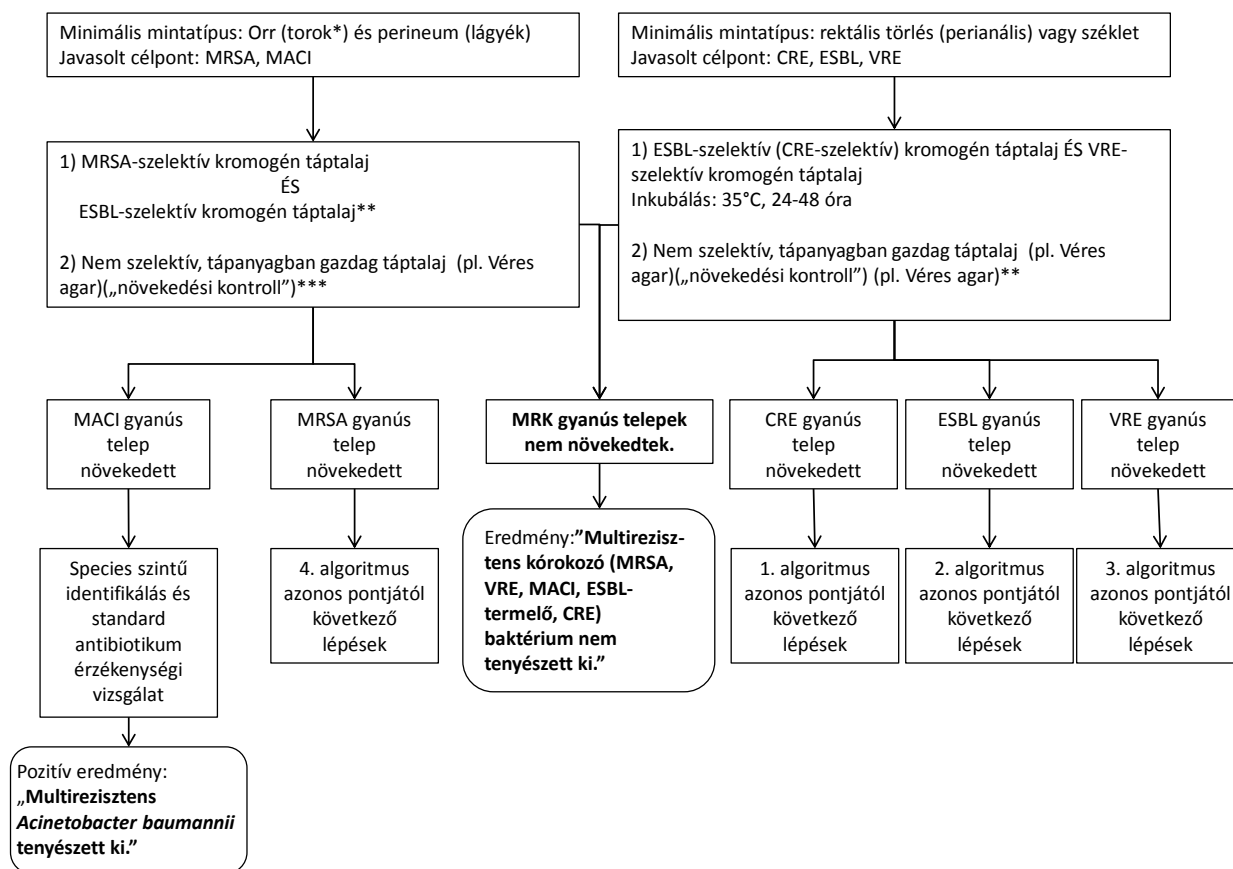 Minimális mintatípus: Orr (torok*) és perineum (lágyék)
Javasolt célpont: MRSA, MACI
Minimális mintatípus: rektális törlés (perianális) vagy széklet
Javasolt célpont: CRE, ESBL, VRE
1) MRSA-szelektív kromogén táptalaj
ÉS
ESBL-szelektív kromogén táptalaj**
2) Nem szelektív, tápanyagban gazdag táptalaj (pl. Véres
agar)(„növekedési kontroll”)***
1) ESBL-szelektív (CRE-szelektív) kromogén táptalaj ÉS VRE-
szelektív kromogén táptalaj
Inkubálás: 35°C, 24-48 óra
2) Nem szelektív, tápanyagban gazdag táptalaj (pl. Véres
agar)(„növekedési kontroll”) (pl. Véres agar)**
MACI gyanús
telep
növekedett
MRSA gyanús
telep
növekedett
MRK gyanús telepek
nem növekedtek.
CRE gyanús
telep
növekedett
ESBL gyanús
telep
növekedett
VRE gyanús
telep
növekedett
Species szintű
identifikálás és
standard
antibiotikum
érzékenységi
vizsgálat
4. algoritmus
azonos pontjától
következő
lépések
Eredmény:”Multirezisz-
tens kórokozó (MRSA,
VRE, MACI, ESBL-
termelő, CRE)
baktérium nem
tenyészett ki.”
1. algoritmus
azonos pontjától
következő
lépések
2. algoritmus
azonos pontjától
következő
lépések
3. algoritmus
azonos pontjától
következő
lépések
Pozitív eredmény:
„Multirezisztens
Acinetobacter baumannii
tenyészett ki.”